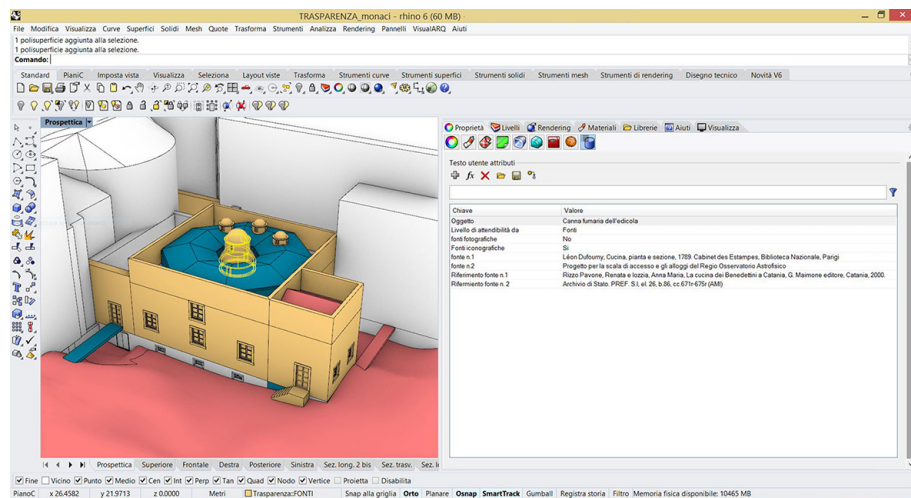 TRASPARENZA_monaci - rhino 6 (60 MB) -
File Modifica Visualizza Curve Superfici Solidi Mesh Quote Trasforma Strumenti Analizza Rendering Pannelli VisualARQ Aiuti
1 polisuperficie aggiunta alla selezione.
1 polisuperficie aggiunta alla selezione.
Comando:
Standard PianiC Imposta vista Visualizza Seleziona Layout viste Trasforma Strumenti curve Strumenti superfici Strumenti solidi Strumenti mesh Strumenti di rendering Disegno tecnico Novità V6
Prospettica
Proprietà Livelli Rendering Materiali Librerie Aiuti Visualizza
Testo utente attributi
Chiave Valore
Oggetto Canna fumaria dell'edicola
Livello di attendibilità da Fonti
fonti fotografiche No
Fonti iconografiche Si
fonte n.1 Léon Dufourny, Cucina, pianta e sezione, 1789. Cabinet des Estampes, Biblioteca Nazionale, Parigi
fonte n.2 Progetto per la scala di accesso e gli alloggi del Regio Osservatorio Astrofisico
Riferimento fonte n.1 Rizzo Pavone, Renata e Iozzia, Anna Maria, La cucina dei Benedettini a Catania, G. Maimone editore, Catania, 2000.
Rifermiento fonte n. 2 Archivio di Stato. PREF. S.I, el. 26, b.86, cc.671r-675r (AMI)
Prospettica Superiore Frontale Destra Posteriore Sinistra Sez. long. 2 bis Sez. trasv. Sez. l
Fine Vicino Punto Medio Cen Int Perp Tan Quad Nodo Vertice Proietta Disabilita
PianoC x 26.4582 y 21.9713 z 0.0000 Metri Trasparenza:FONTI Snap alla griglia Orto Planare Osnap SmartTrack Gumball Registra storia Filtro Memoria fisica disponibile: 10465 MB